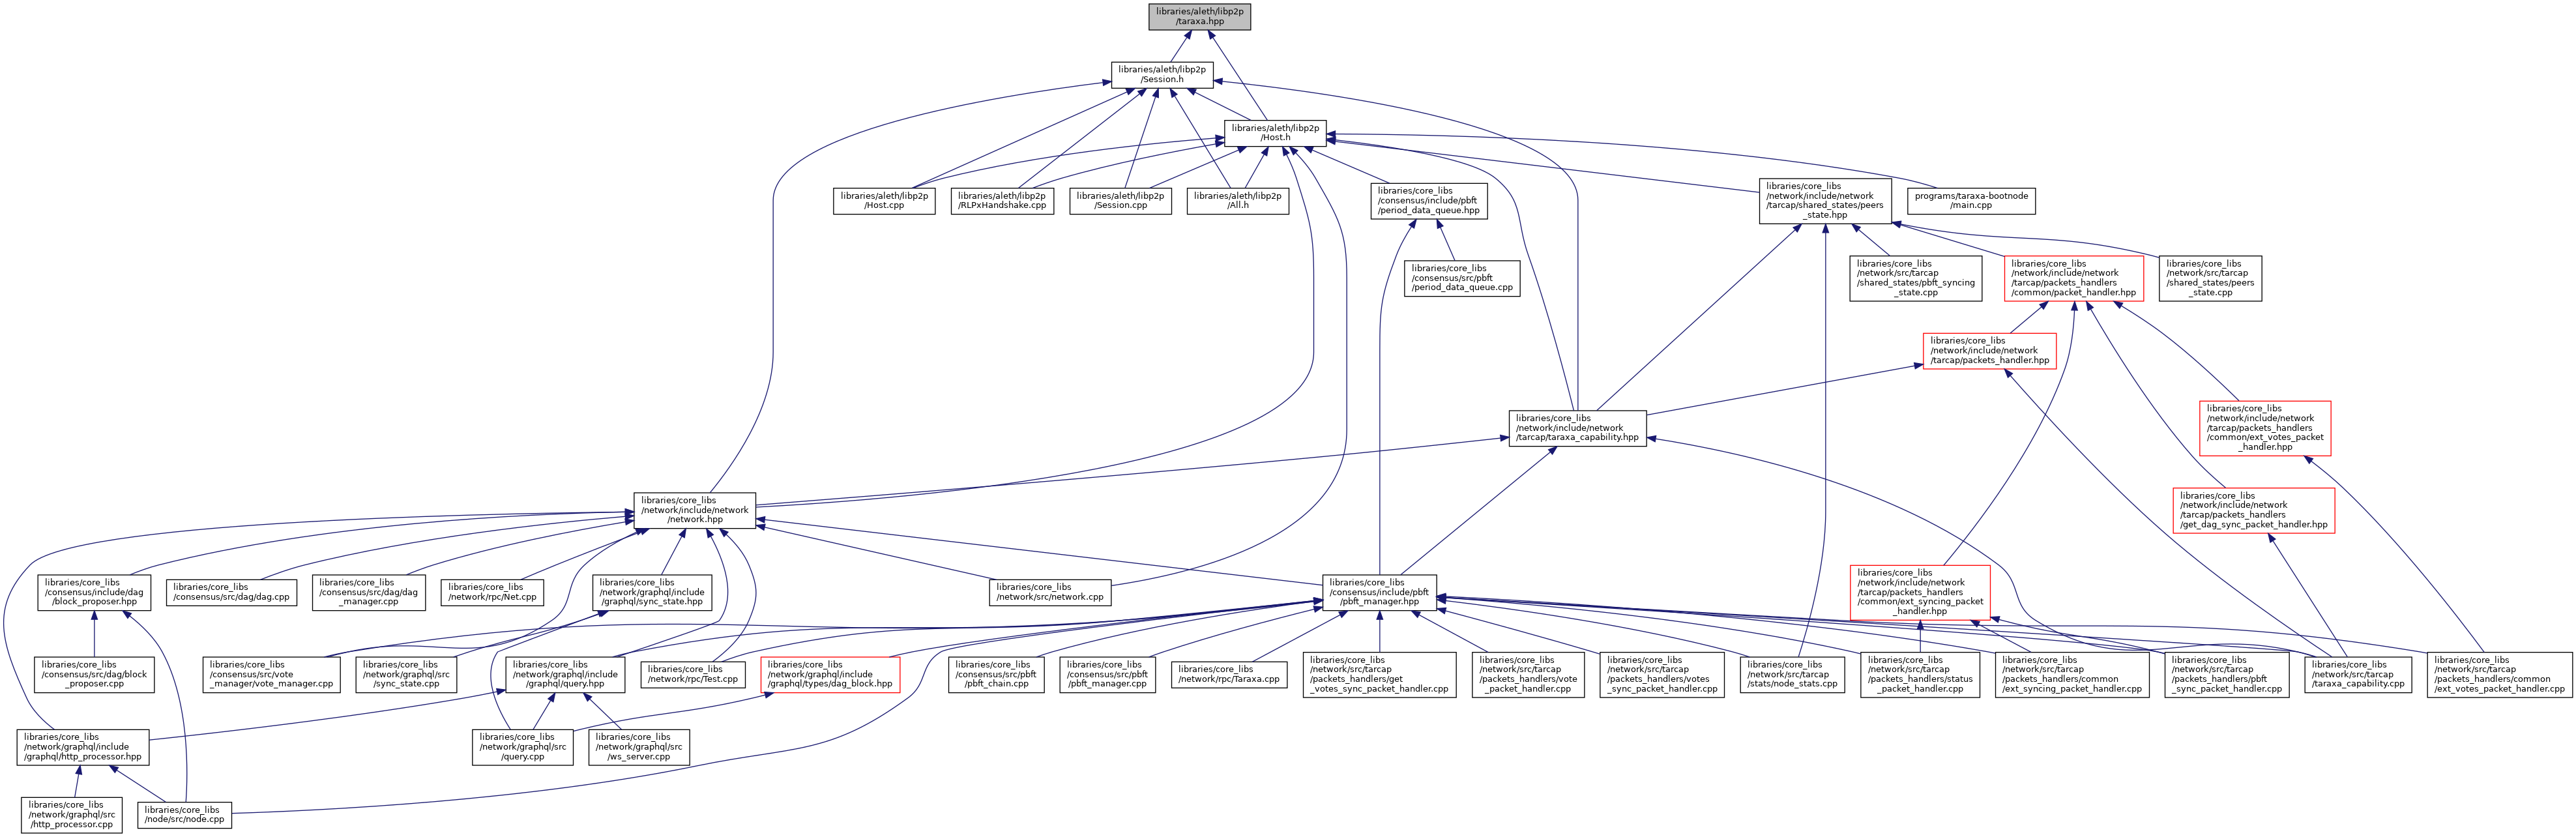 libraries/aleth/libp2p
/taraxa.hpp
libraries/aleth/libp2p
/Session.h
libraries/aleth/libp2p
/Host.h
libraries/aleth/libp2p
/Host.cpp
libraries/aleth/libp2p
/RLPxHandshake.cpp
libraries/aleth/libp2p
/Session.cpp
libraries/aleth/libp2p
/All.h
libraries/core_libs
/consensus/include/pbft
/period_data_queue.hpp
libraries/core_libs
/network/include/network
/tarcap/shared_states/peers
_state.hpp
programs/taraxa-bootnode
/main.cpp
libraries/core_libs
/consensus/src/pbft
/period_data_queue.cpp
libraries/core_libs
/network/src/tarcap
/shared_states/pbft_syncing
_state.cpp
libraries/core_libs
/network/include/network
/tarcap/packets_handlers
/common/packet_handler.hpp
libraries/core_libs
/network/src/tarcap
/shared_states/peers
_state.cpp
libraries/core_libs
/network/include/network
/tarcap/packets_handler.hpp
libraries/core_libs
/network/include/network
/tarcap/taraxa_capability.hpp
libraries/core_libs
/network/include/network
/tarcap/packets_handlers
/common/ext_votes_packet
_handler.hpp
libraries/core_libs
/network/include/network
/network.hpp
libraries/core_libs
/network/include/network
/tarcap/packets_handlers
/get_dag_sync_packet_handler.hpp
libraries/core_libs
/consensus/include/dag
/block_proposer.hpp
libraries/core_libs
/consensus/src/dag/dag.cpp
libraries/core_libs
/consensus/src/dag/dag
_manager.cpp
libraries/core_libs
/network/rpc/Net.cpp
libraries/core_libs
/network/graphql/include
/graphql/sync_state.hpp
libraries/core_libs
/network/src/network.cpp
libraries/core_libs
/consensus/include/pbft
/pbft_manager.hpp
libraries/core_libs
/network/include/network
/tarcap/packets_handlers
/common/ext_syncing_packet
_handler.hpp
libraries/core_libs
/consensus/src/dag/block
_proposer.cpp
libraries/core_libs
/consensus/src/vote
_manager/vote_manager.cpp
libraries/core_libs
/network/graphql/src
/sync_state.cpp
libraries/core_libs
/network/graphql/include
/graphql/query.hpp
libraries/core_libs
/network/rpc/Test.cpp
libraries/core_libs
/network/graphql/include
/graphql/types/dag_block.hpp
libraries/core_libs
/consensus/src/pbft
/pbft_chain.cpp
libraries/core_libs
/consensus/src/pbft
/pbft_manager.cpp
libraries/core_libs
/network/rpc/Taraxa.cpp
libraries/core_libs
/network/src/tarcap
/packets_handlers/get
_votes_sync_packet_handler.cpp
libraries/core_libs
/network/src/tarcap
/packets_handlers/vote
_packet_handler.cpp
libraries/core_libs
/network/src/tarcap
/packets_handlers/votes
_sync_packet_handler.cpp
libraries/core_libs
/network/src/tarcap
/stats/node_stats.cpp
libraries/core_libs
/network/src/tarcap
/packets_handlers/status
_packet_handler.cpp
libraries/core_libs
/network/src/tarcap
/packets_handlers/common
/ext_syncing_packet_handler.cpp
libraries/core_libs
/network/src/tarcap
/packets_handlers/pbft
_sync_packet_handler.cpp
libraries/core_libs
/network/src/tarcap
/taraxa_capability.cpp
libraries/core_libs
/network/src/tarcap
/packets_handlers/common
/ext_votes_packet_handler.cpp
libraries/core_libs
/network/graphql/include
/graphql/http_processor.hpp
libraries/core_libs
/network/graphql/src
/query.cpp
libraries/core_libs
/network/graphql/src
/ws_server.cpp
libraries/core_libs
/network/graphql/src
/http_processor.cpp
libraries/core_libs
/node/src/node.cpp